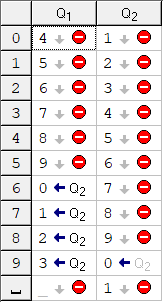 Q₁ Q₂
0 4 1
1 5 2
2 6 3
3 7 4
4 8 5
5 9 6
6 0 Q₂ 7
7 1 Q₂ 8
8 2 Q₂ 9
9 3 Q₂ 0 Q₂
_ 1